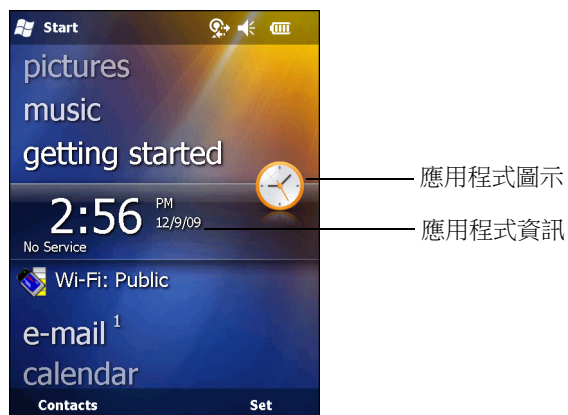 Start
pictures
music
getting started
應用程式圖示
2:56 PM
12/9/09
應用程式資訊
No Service
Wi-Fi: Public
e-mail 1
calendar
Contacts Set